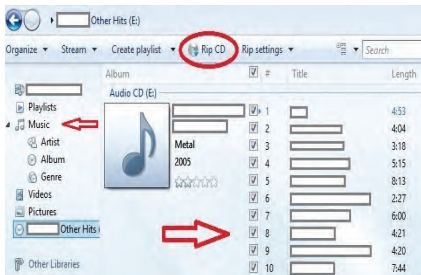 Other Hits (E:)
Organize Stream Create playlist Rip CD Rip settings Search
Album # Title Length
Audio CD (E:)
Playlists
Music
Artist
Album
Genre
Videos
Pictures
Other Hits
Other Libraries
Metal
2005
1 4:53
2 4:04
3 3:18
4 5:15
5 8:13
6 2:27
7 6:00
8 4:21
9 4:20
10 7:44